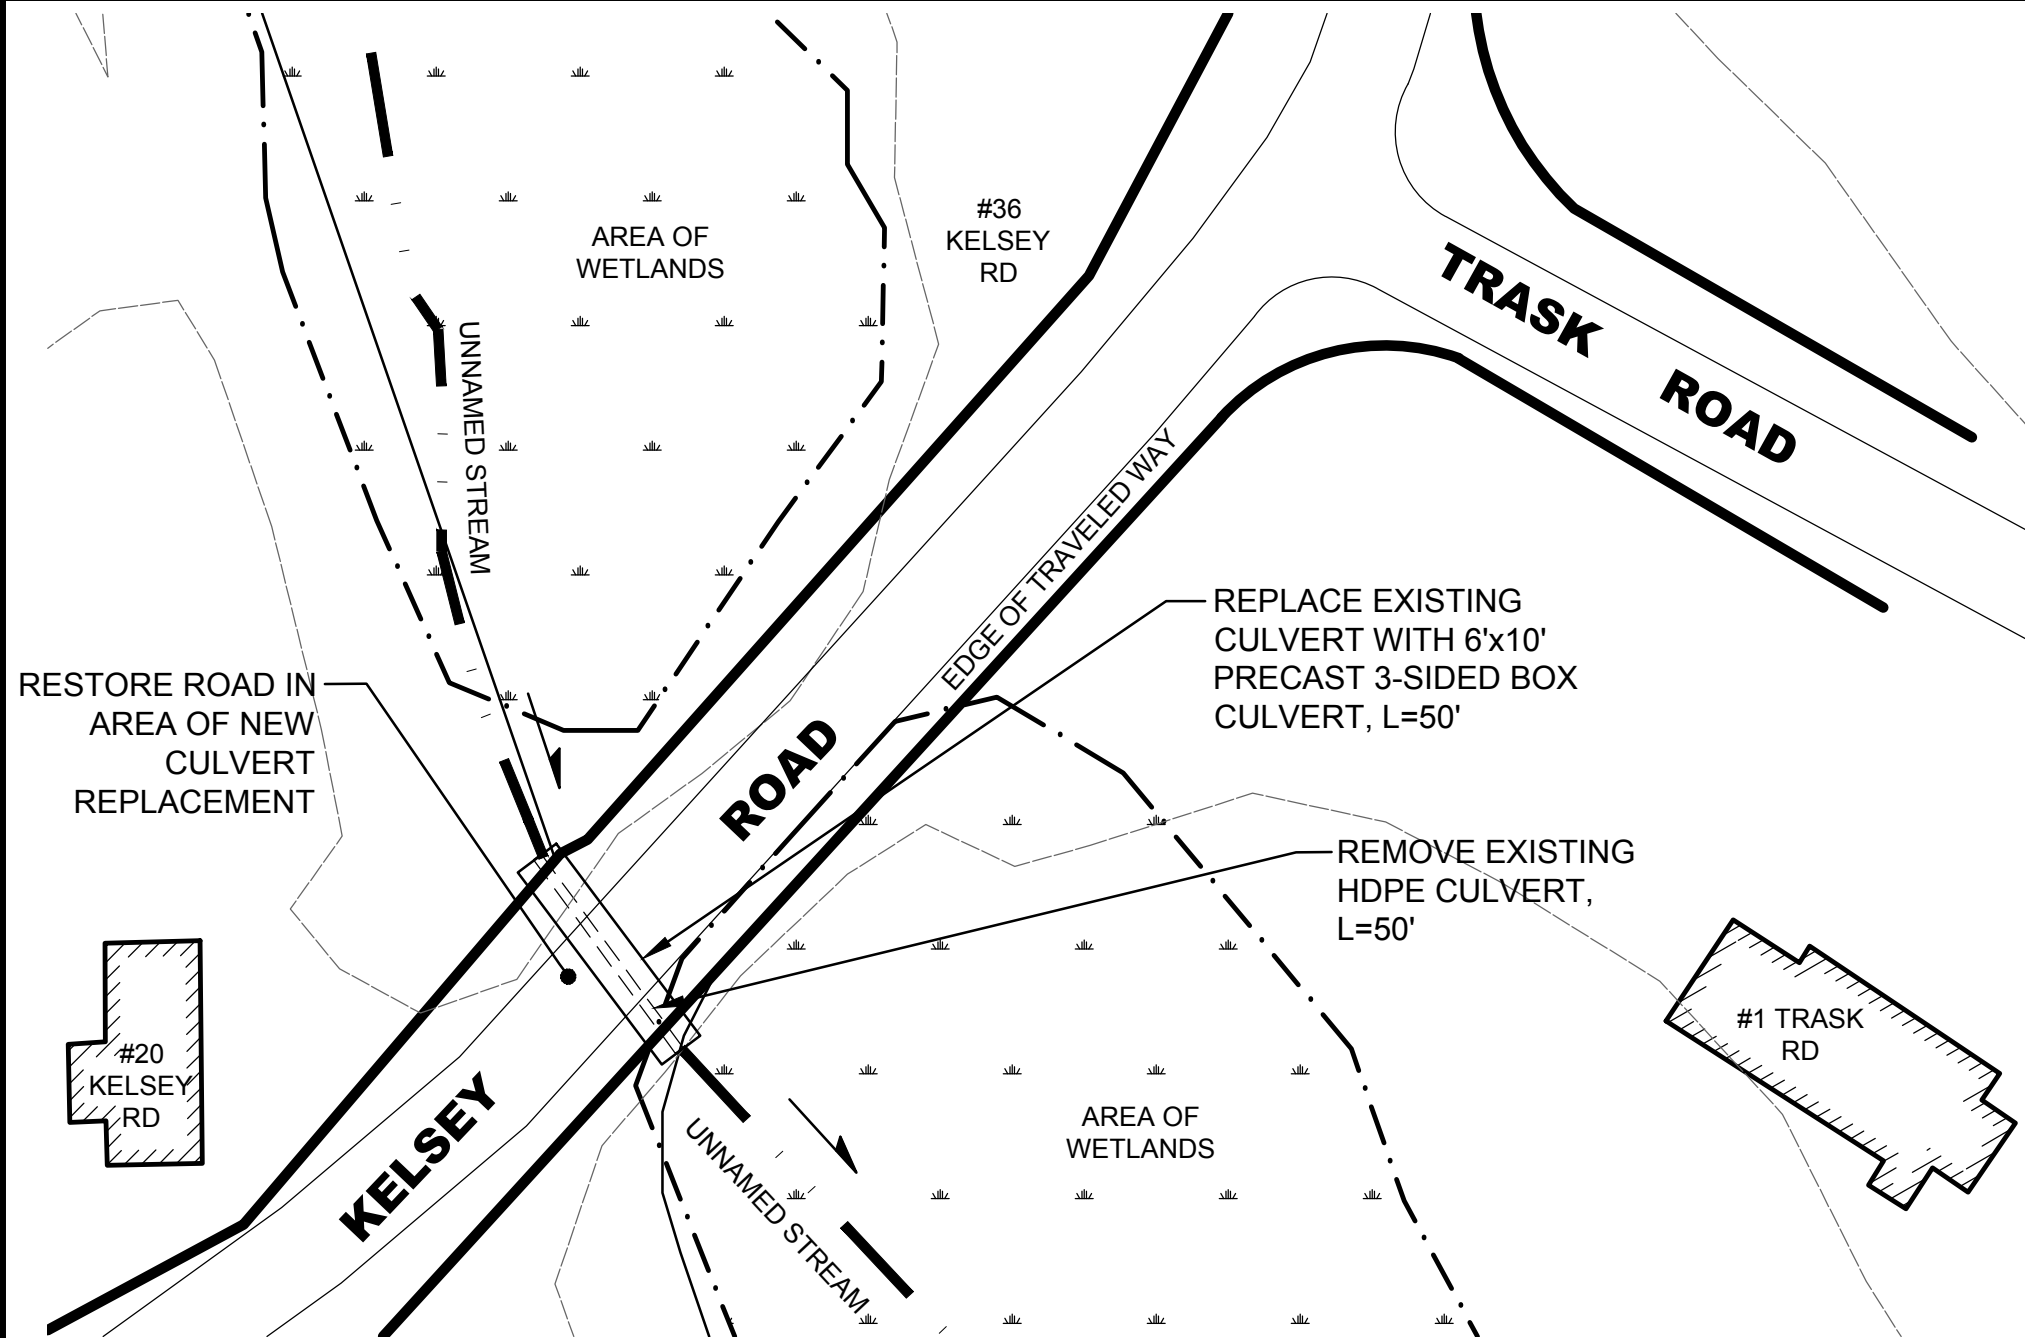 #36
KELSEY
RD
AREA OF
WETLANDS
TRASK ROAD
UNNAMED STREAM
EDGE OF TRAVELED WAY
REPLACE EXISTING
CULVERT WITH 6'x10'
PRECAST 3-SIDED BOX
CULVERT, L=50'
RESTORE ROAD IN
AREA OF NEW
CULVERT
REPLACEMENT
KELSEY ROAD
REMOVE EXISTING
HDPE CULVERT,
L=50'
#20
KELSEY
RD
#1 TRASK
RD
AREA OF
WETLANDS
UNNAMED STREAM